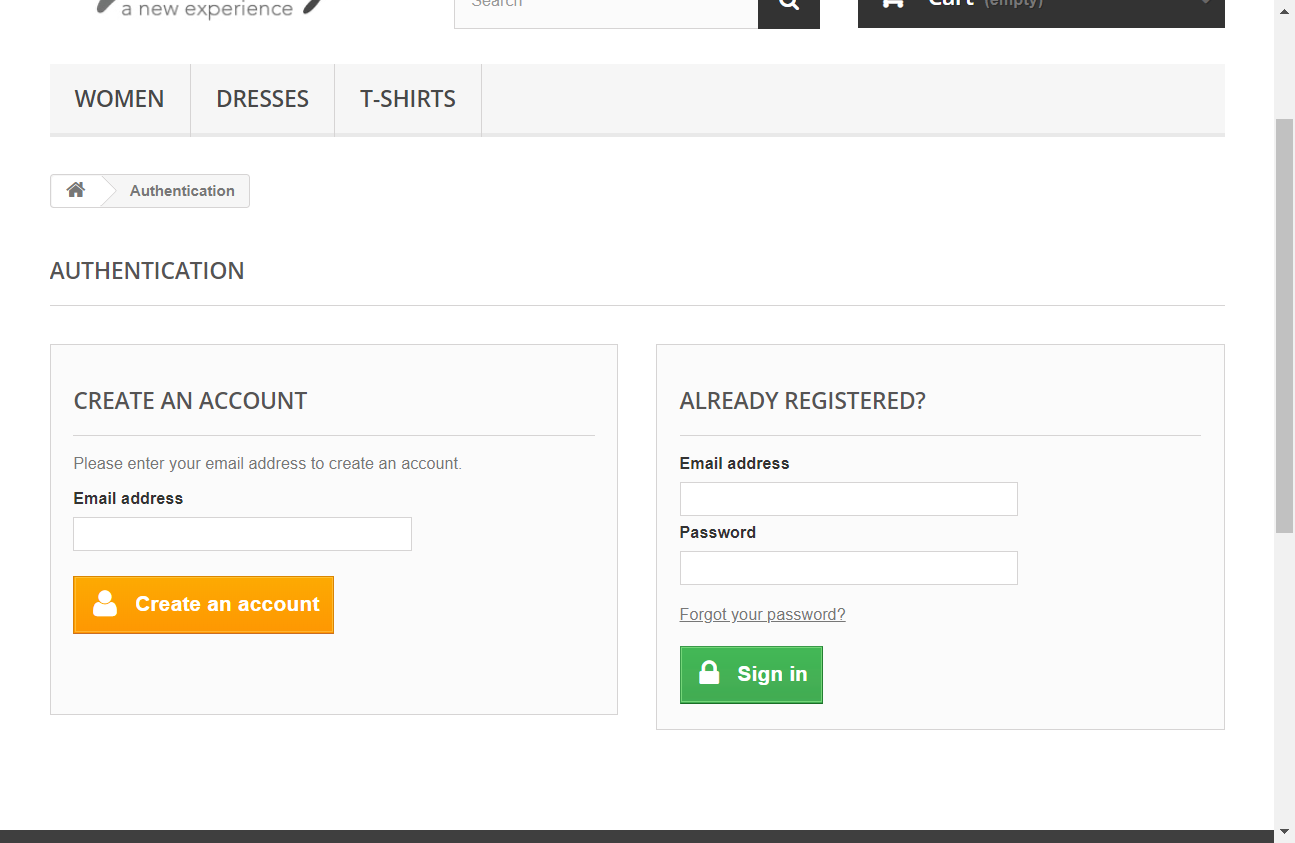 a new experience
Search
Cart (empty)
WOMEN DRESSES T-SHIRTS
Authentication
AUTHENTICATION
CREATE AN ACCOUNT
Please enter your email address to create an account.
Email address
Create an account
ALREADY REGISTERED?
Email address
Password
Forgot your password?
Sign in